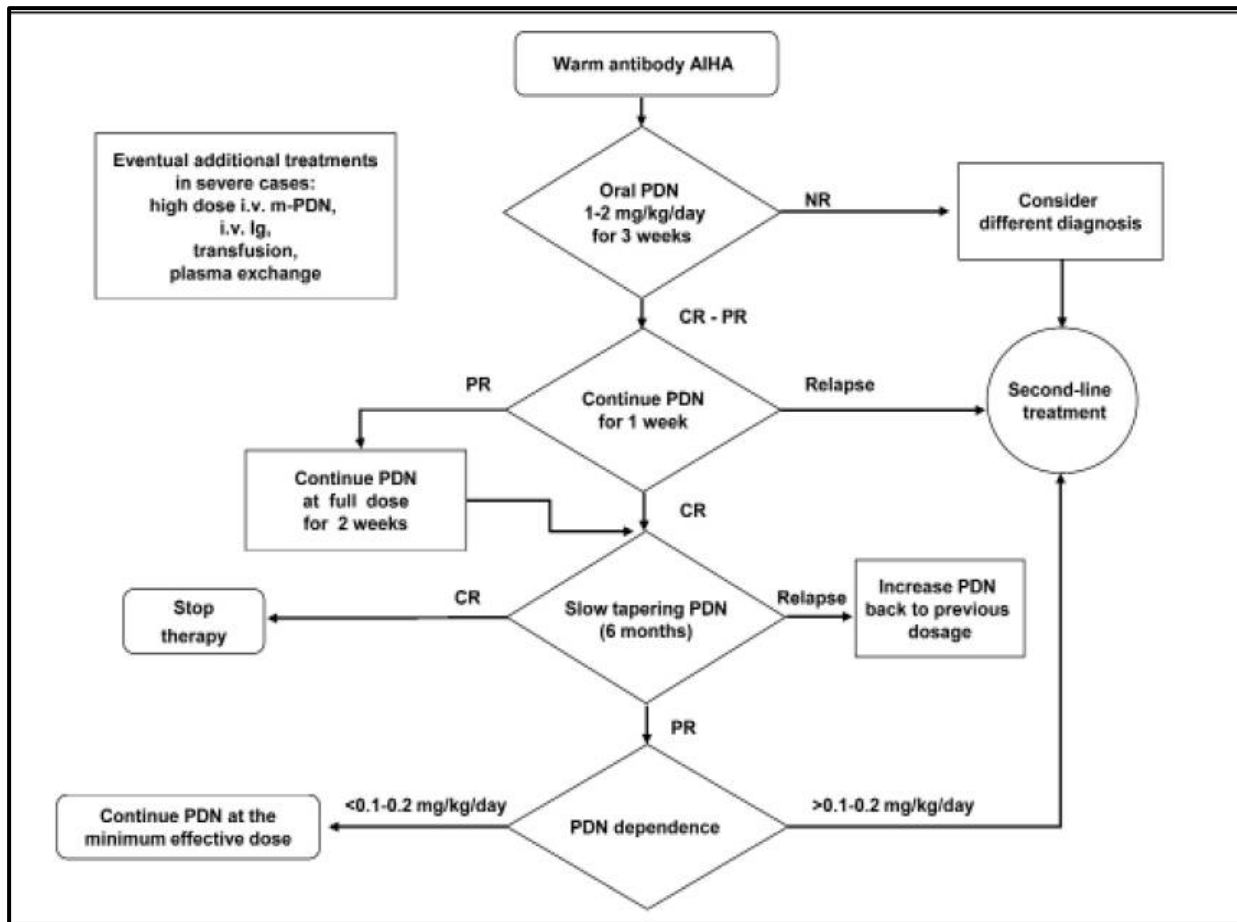 Warm antibody AIHA
Eventual additional treatments
in severe cases:
high dose i.v. m-PDN,
i.v. Ig,
transfusion,
plasma exchange
Oral PDN
1-2 mg/kg/day
for 3 weeks
NR
Consider
different diagnosis
CR - PR
PR
Continue PDN
for 1 week
Relapse
Second-line
treatment
Continue PDN
at full dose
for 2 weeks
CR
Stop
therapy
CR
Slow tapering PDN
(6 months)
Relapse
Increase PDN
back to previous
dosage
PR
Continue PDN at the
minimum effective dose
<0.1-0.2 mg/kg/day
PDN dependence
>0.1-0.2 mg/kg/day